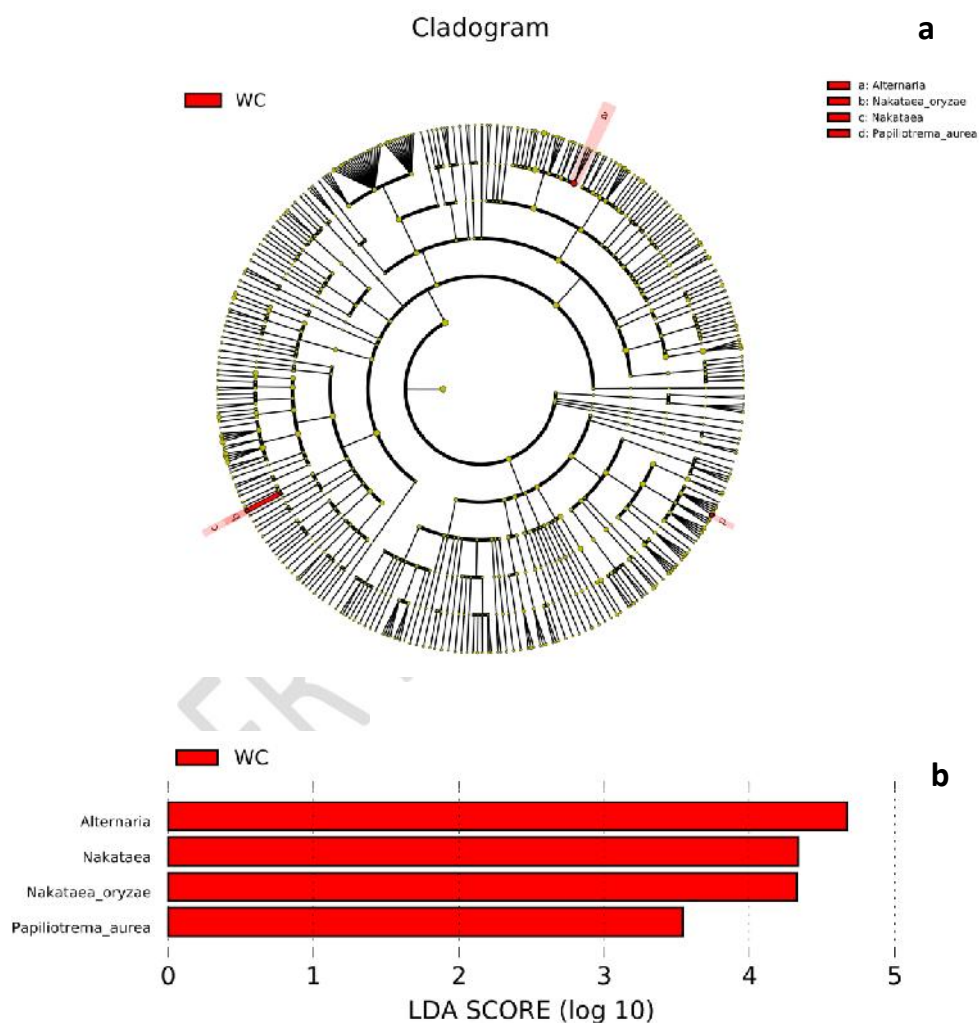 Cladogram
a
WC
a: Alternaria
b: Nakataea_oryzae
c: Nakataea
d: Papiliotrema_aurea
a
c
b
WC
b
Alternaria
Nakataea
Nakataea_oryzae
Papiliotrema_aurea
0 1 2 3 4 5
LDA SCORE (log 10)